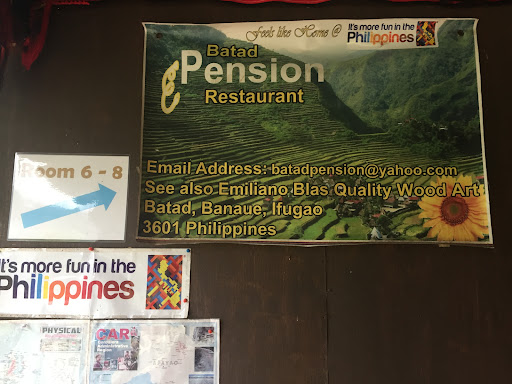 Feels like Home @
It's more fun in the
Philippines
Batad
Pension
&
Restaurant
Email Address: batadpension@yahoo.com
See also Emiliano Blas Quality Wood Art
Batad, Banaue, Ifugao
3601 Philippines
Room 6 - 8
It's more fun in the
Philippines
PHYSICAL
CAR